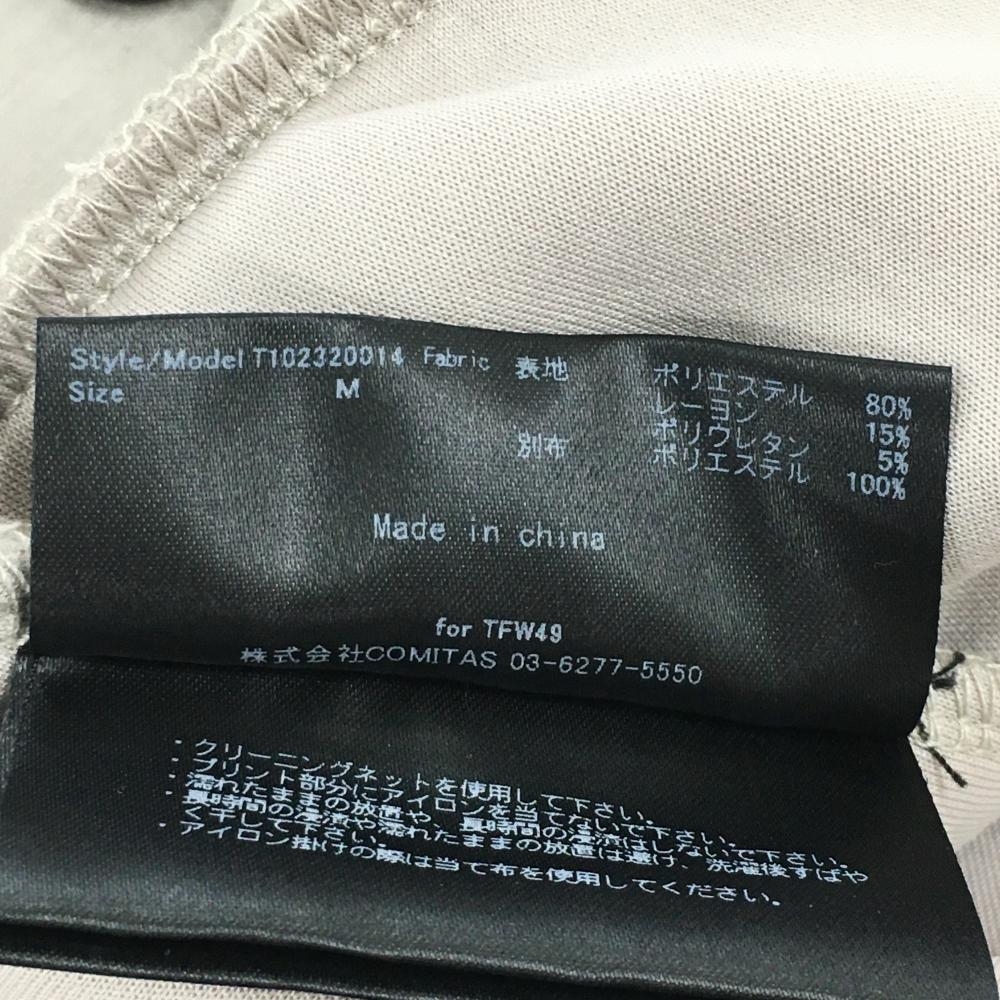 Style/Model T102320014 Fabric 表地 ポリエステル 80%
Size M レーヨン 15%
ポリウレタン 5%
別布 ポリエステル 100%
Made in china
for TFW49
株式会社COMITAS 03-6277-5550
・クリーニングネットを使用して下さい。
・プリント部分にアイロンを当てないで下さい。
・濡れたままの放置や、長時間の浸漬はしないで下さい。
・長時間の浸漬や濡れたままの放置は避け、洗濯後すばや
く干して下さい。
・アイロン掛けの際は当て布を使用してください。